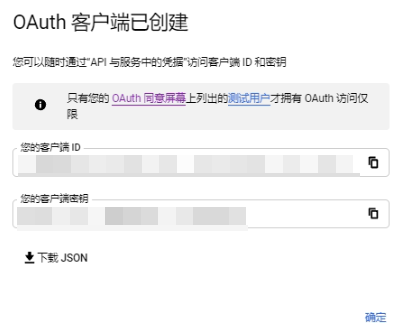 OAuth 客户端已创建
您可以随时通过“API 与服务中的凭据”访问客户端 ID 和密钥
只有您的 OAuth 同意屏幕上列出的测试用户才拥有 OAuth 访问仅
限
您的客户端 ID
您的客户端密钥
下载 JSON
确定